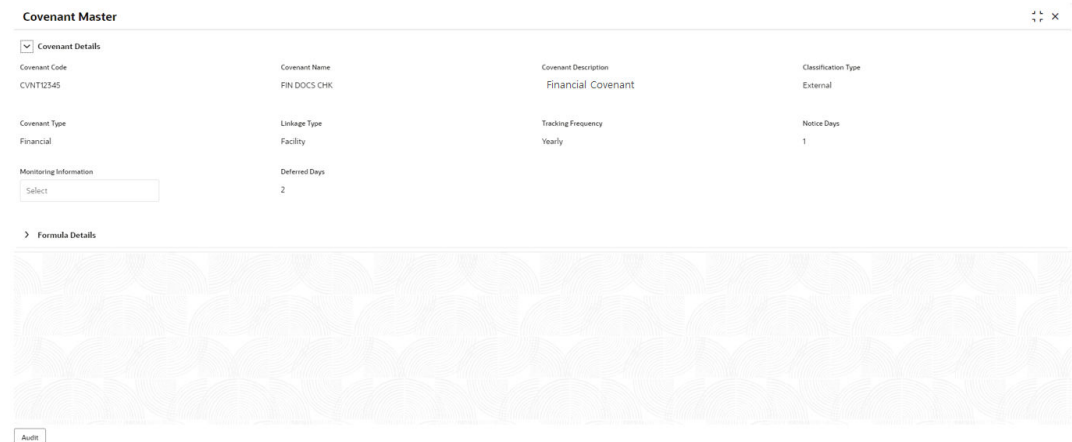 Covenant Master
Covenant Details
Covenant Code Covenant Name Covenant Description Classification Type
CVNT12345 FIN DOCS CHK Financial Covenant External
Covenant Type Linkage Type Tracking Frequency Notice Days
Financial Facility Yearly 1
Monitoring Information Deferred Days
Select 2
Formula Details
Audit